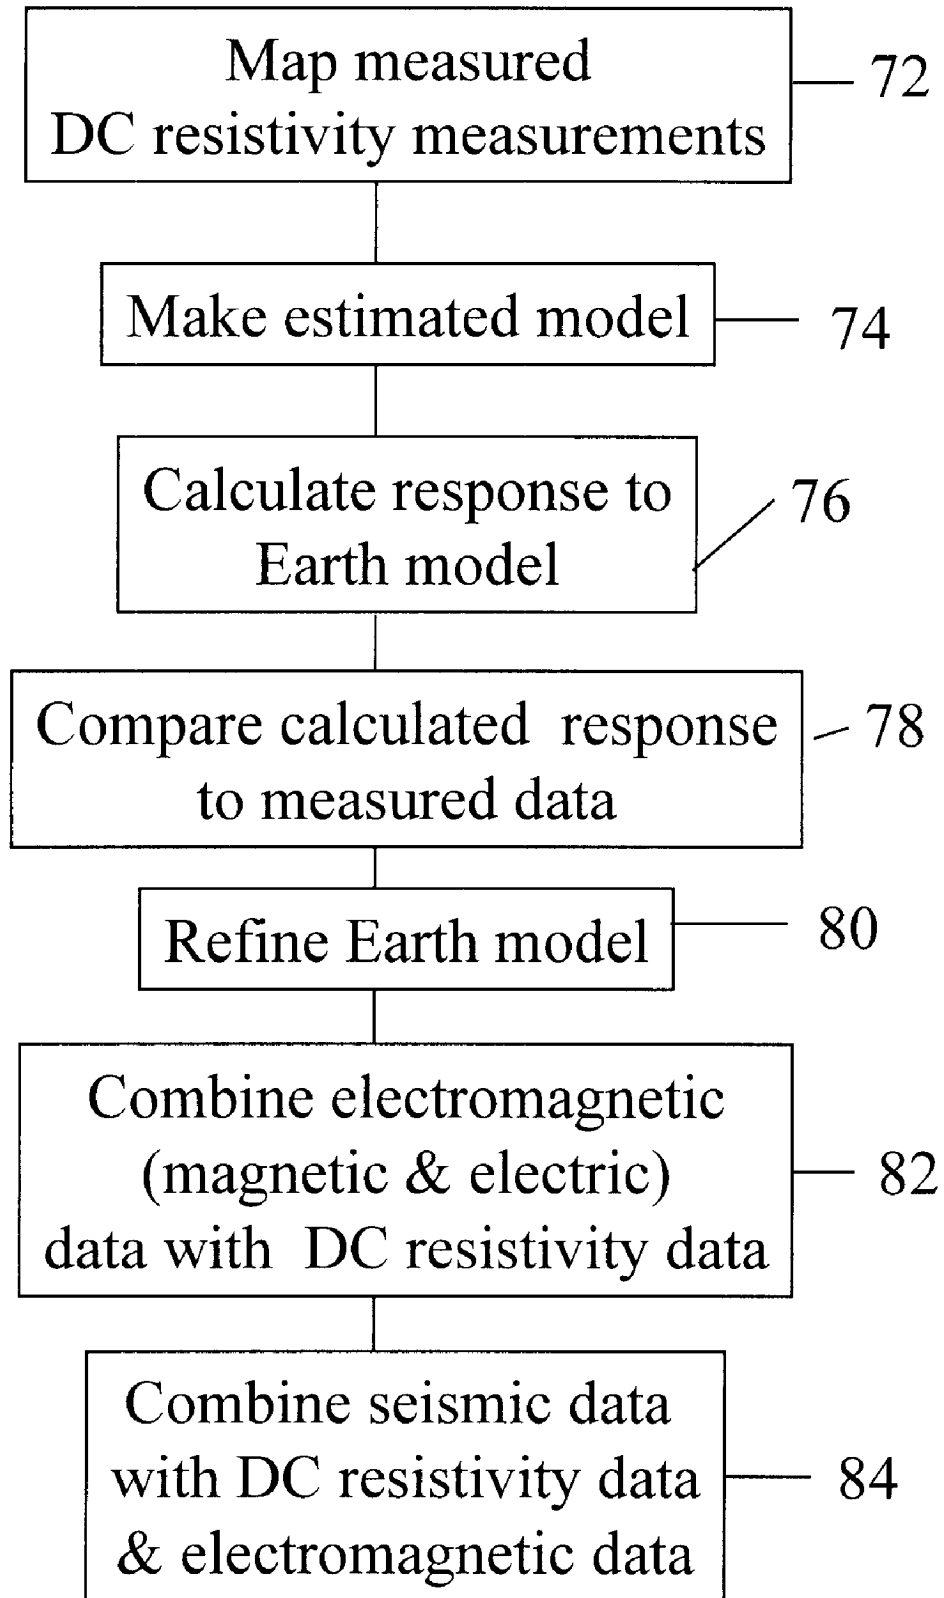 Map measured
DC resistivity measurements
72
Make estimated model
74
Calculate response to
Earth model
76
Compare calculated response
to measured data
78
Refine Earth model
80
Combine electromagnetic
(magnetic & electric)
data with DC resistivity data
82
Combine seismic data
with DC resistivity data
& electromagnetic data
84